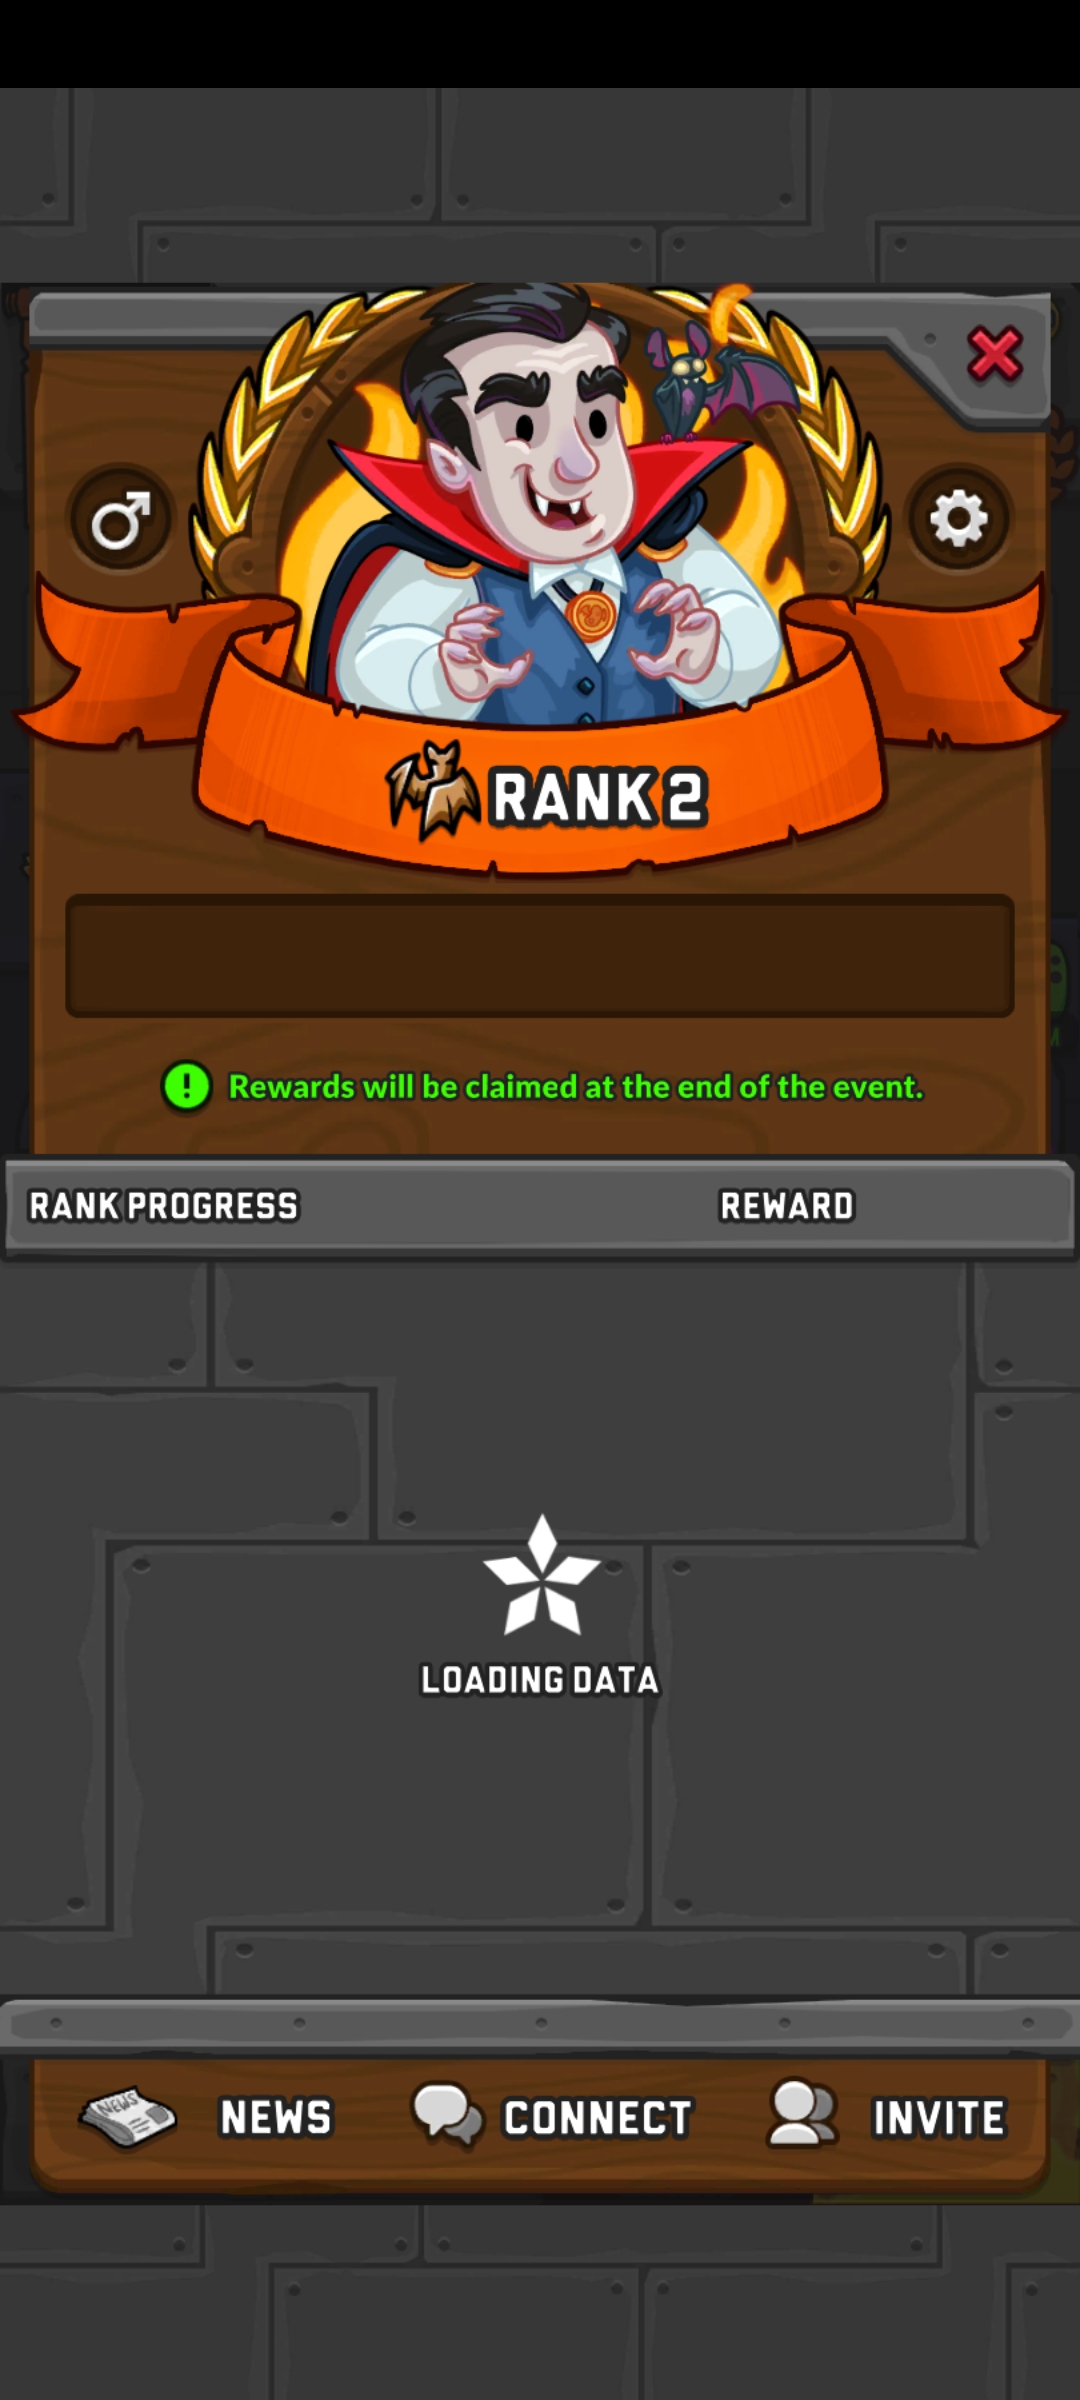 RANK 2
Rewards will be claimed at the end of the event.
RANK PROGRESS
REWARD
LOADING DATA
NEWS
NEWS
CONNECT
INVITE